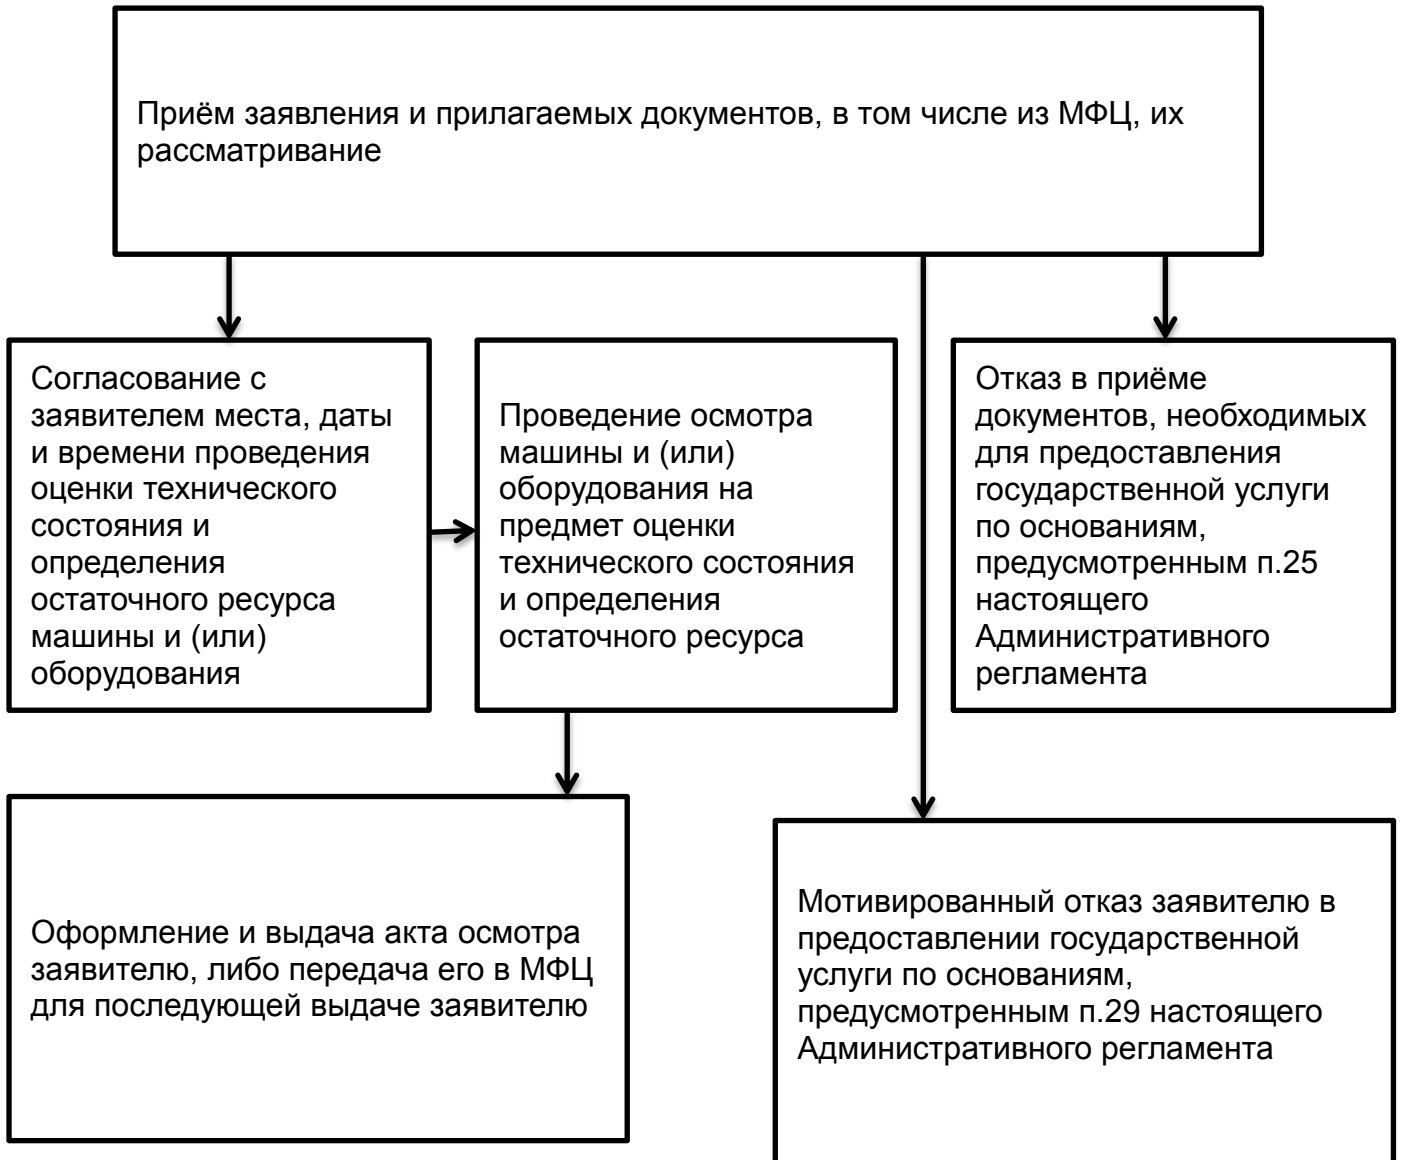 Приём заявления и прилагаемых документов, в том числе из МФЦ, их
рассматривание
Согласование с
заявителем места, даты
и времени проведения
оценки технического
состояния и
определения
остаточного ресурса
машины и (или)
оборудования
Проведение осмотра
машины и (или)
оборудования на
предмет оценки
технического состояния
и определения
остаточного ресурса
Отказ в приёме
документов, необходимых
для предоставления
государственной услуги
по основаниям,
предусмотренным п.25
настоящего
Административного
регламента
Оформление и выдача акта осмотра
заявителю, либо передача его в МФЦ
для последующей выдаче заявителю
Мотивированный отказ заявителю в
предоставлении государственной
услуги по основаниям,
предусмотренным п.29 настоящего
Административного регламента